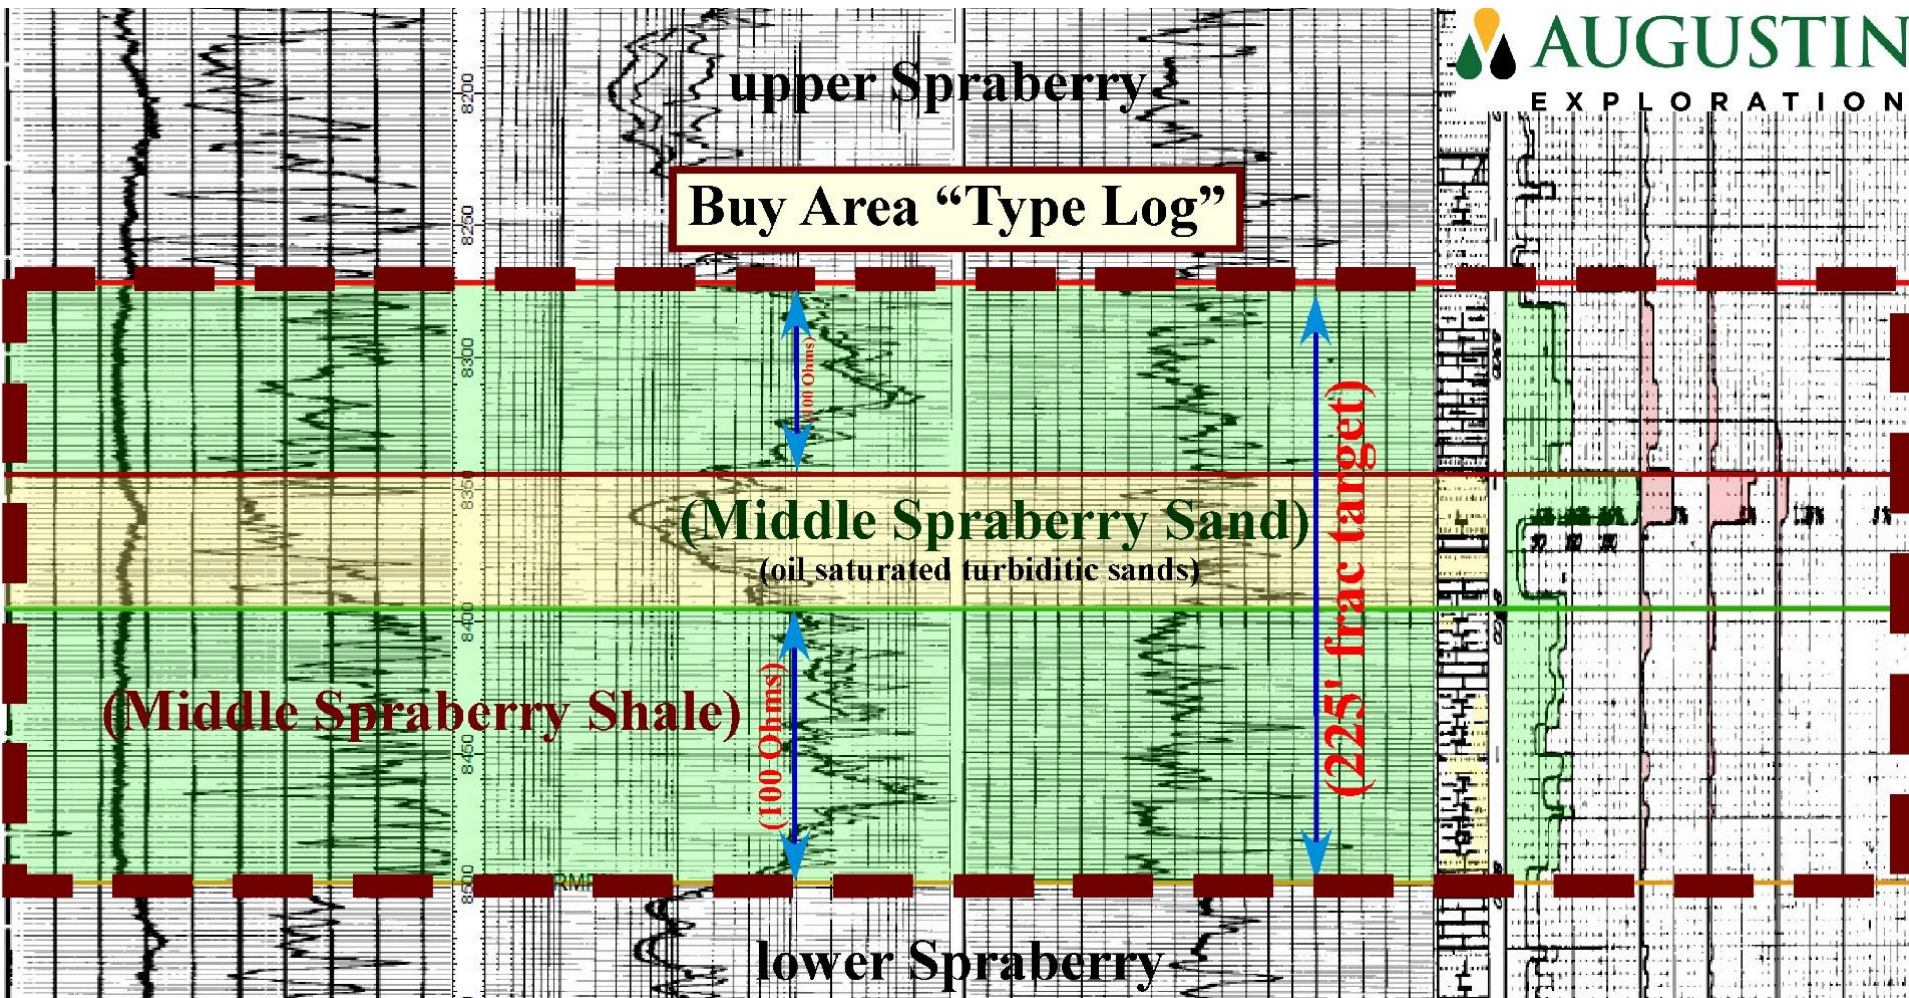 AUGUSTIN
EXPLORATION
upper Spraberry
8200
Buy Area “Type Log”
8250
8300
(100 Ohms)
8350
(Middle Spraberry Sand)
(oil saturated turbiditic sands)
(225' frac target)
8400
(Middle Spraberry Shale)
(100 Ohms)
8450
8500
lower Spraberry